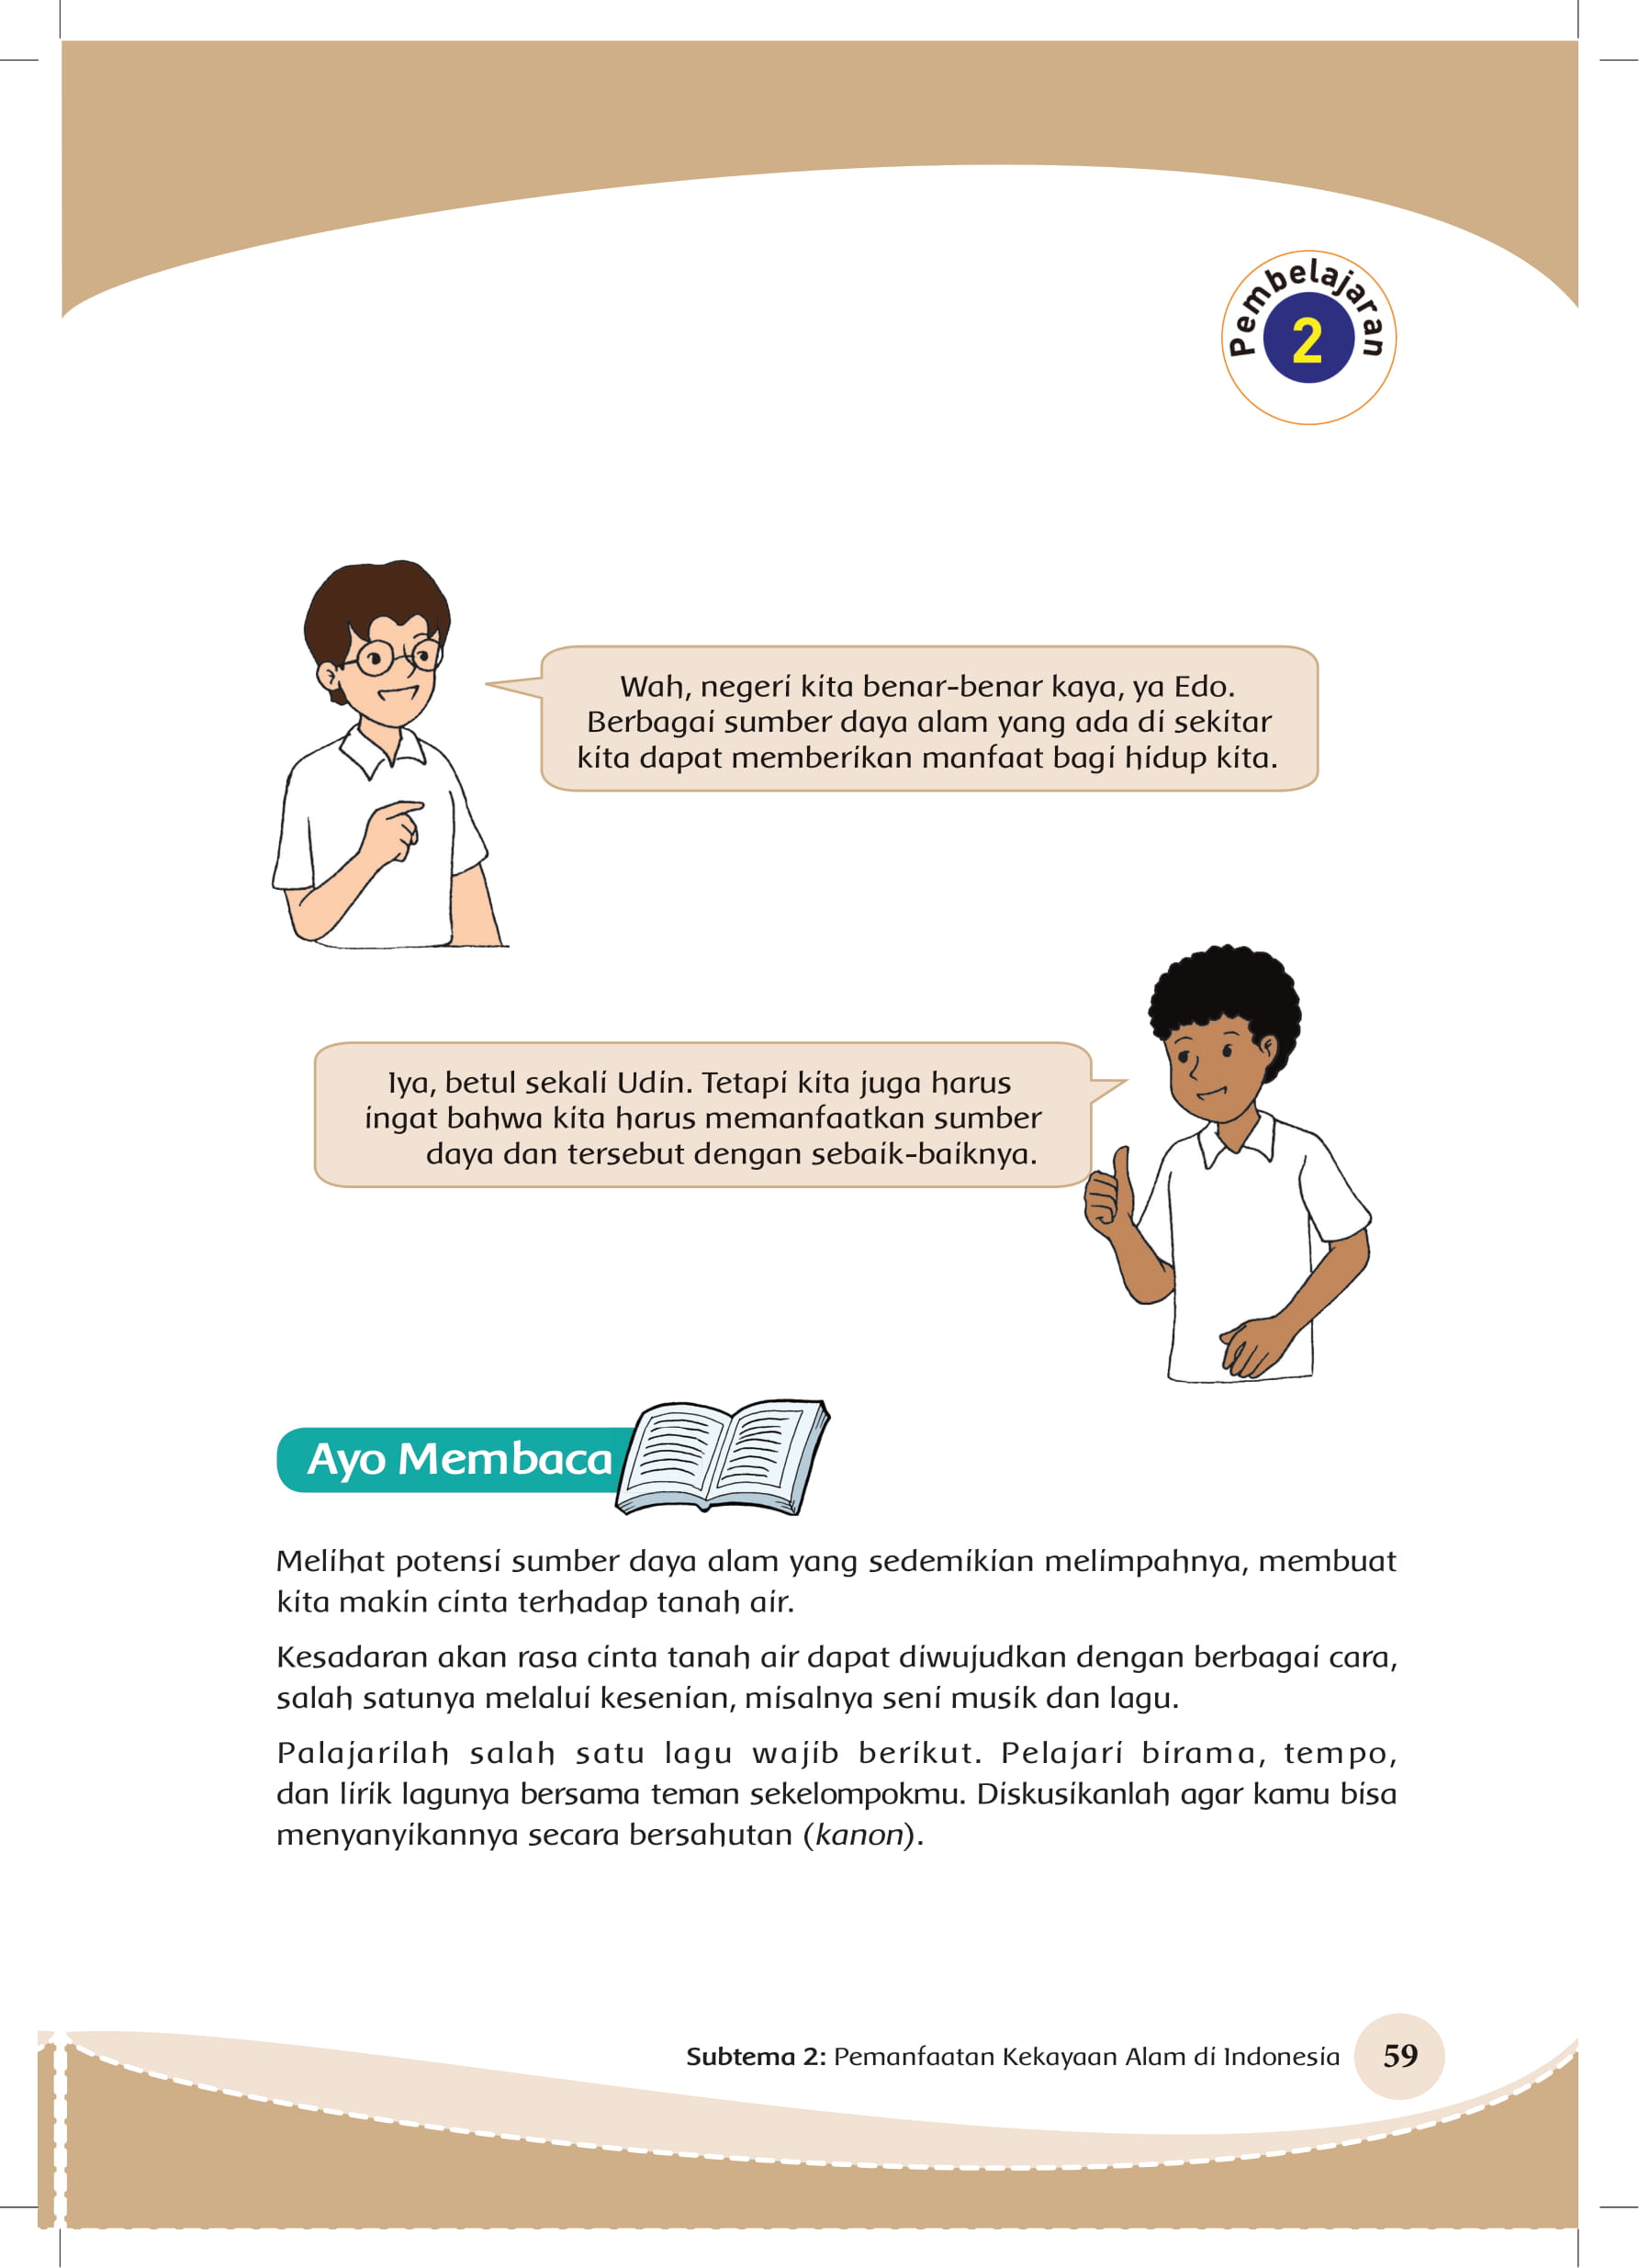 Pembelajaran
2
Wah, negeri kita benar-benar kaya, ya Edo.
Berbagai sumber daya alam yang ada di sekitar
kita dapat memberikan manfaat bagi hidup kita.
Iya, betul sekali Udin. Tetapi kita juga harus
ingat bahwa kita harus memanfaatkan sumber
daya dan tersebut dengan sebaik-baiknya.
Ayo Membaca
Melihat potensi sumber daya alam yang sedemikian melimpahnya, membuat
kita makin cinta terhadap tanah air.
Kesadaran akan rasa cinta tanah air dapat diwujudkan dengan berbagai cara,
salah satunya melalui kesenian, misalnya seni musik dan lagu.
Palajarilah salah satu lagu wajib berikut. Pelajari birama, tempo,
dan lirik lagunya bersama teman sekelompokmu. Diskusikanlah agar kamu bisa
menyanyikannya secara bersahutan (kanon).
Subtema 2: Pemanfaatan Kekayaan Alam di Indonesia 59